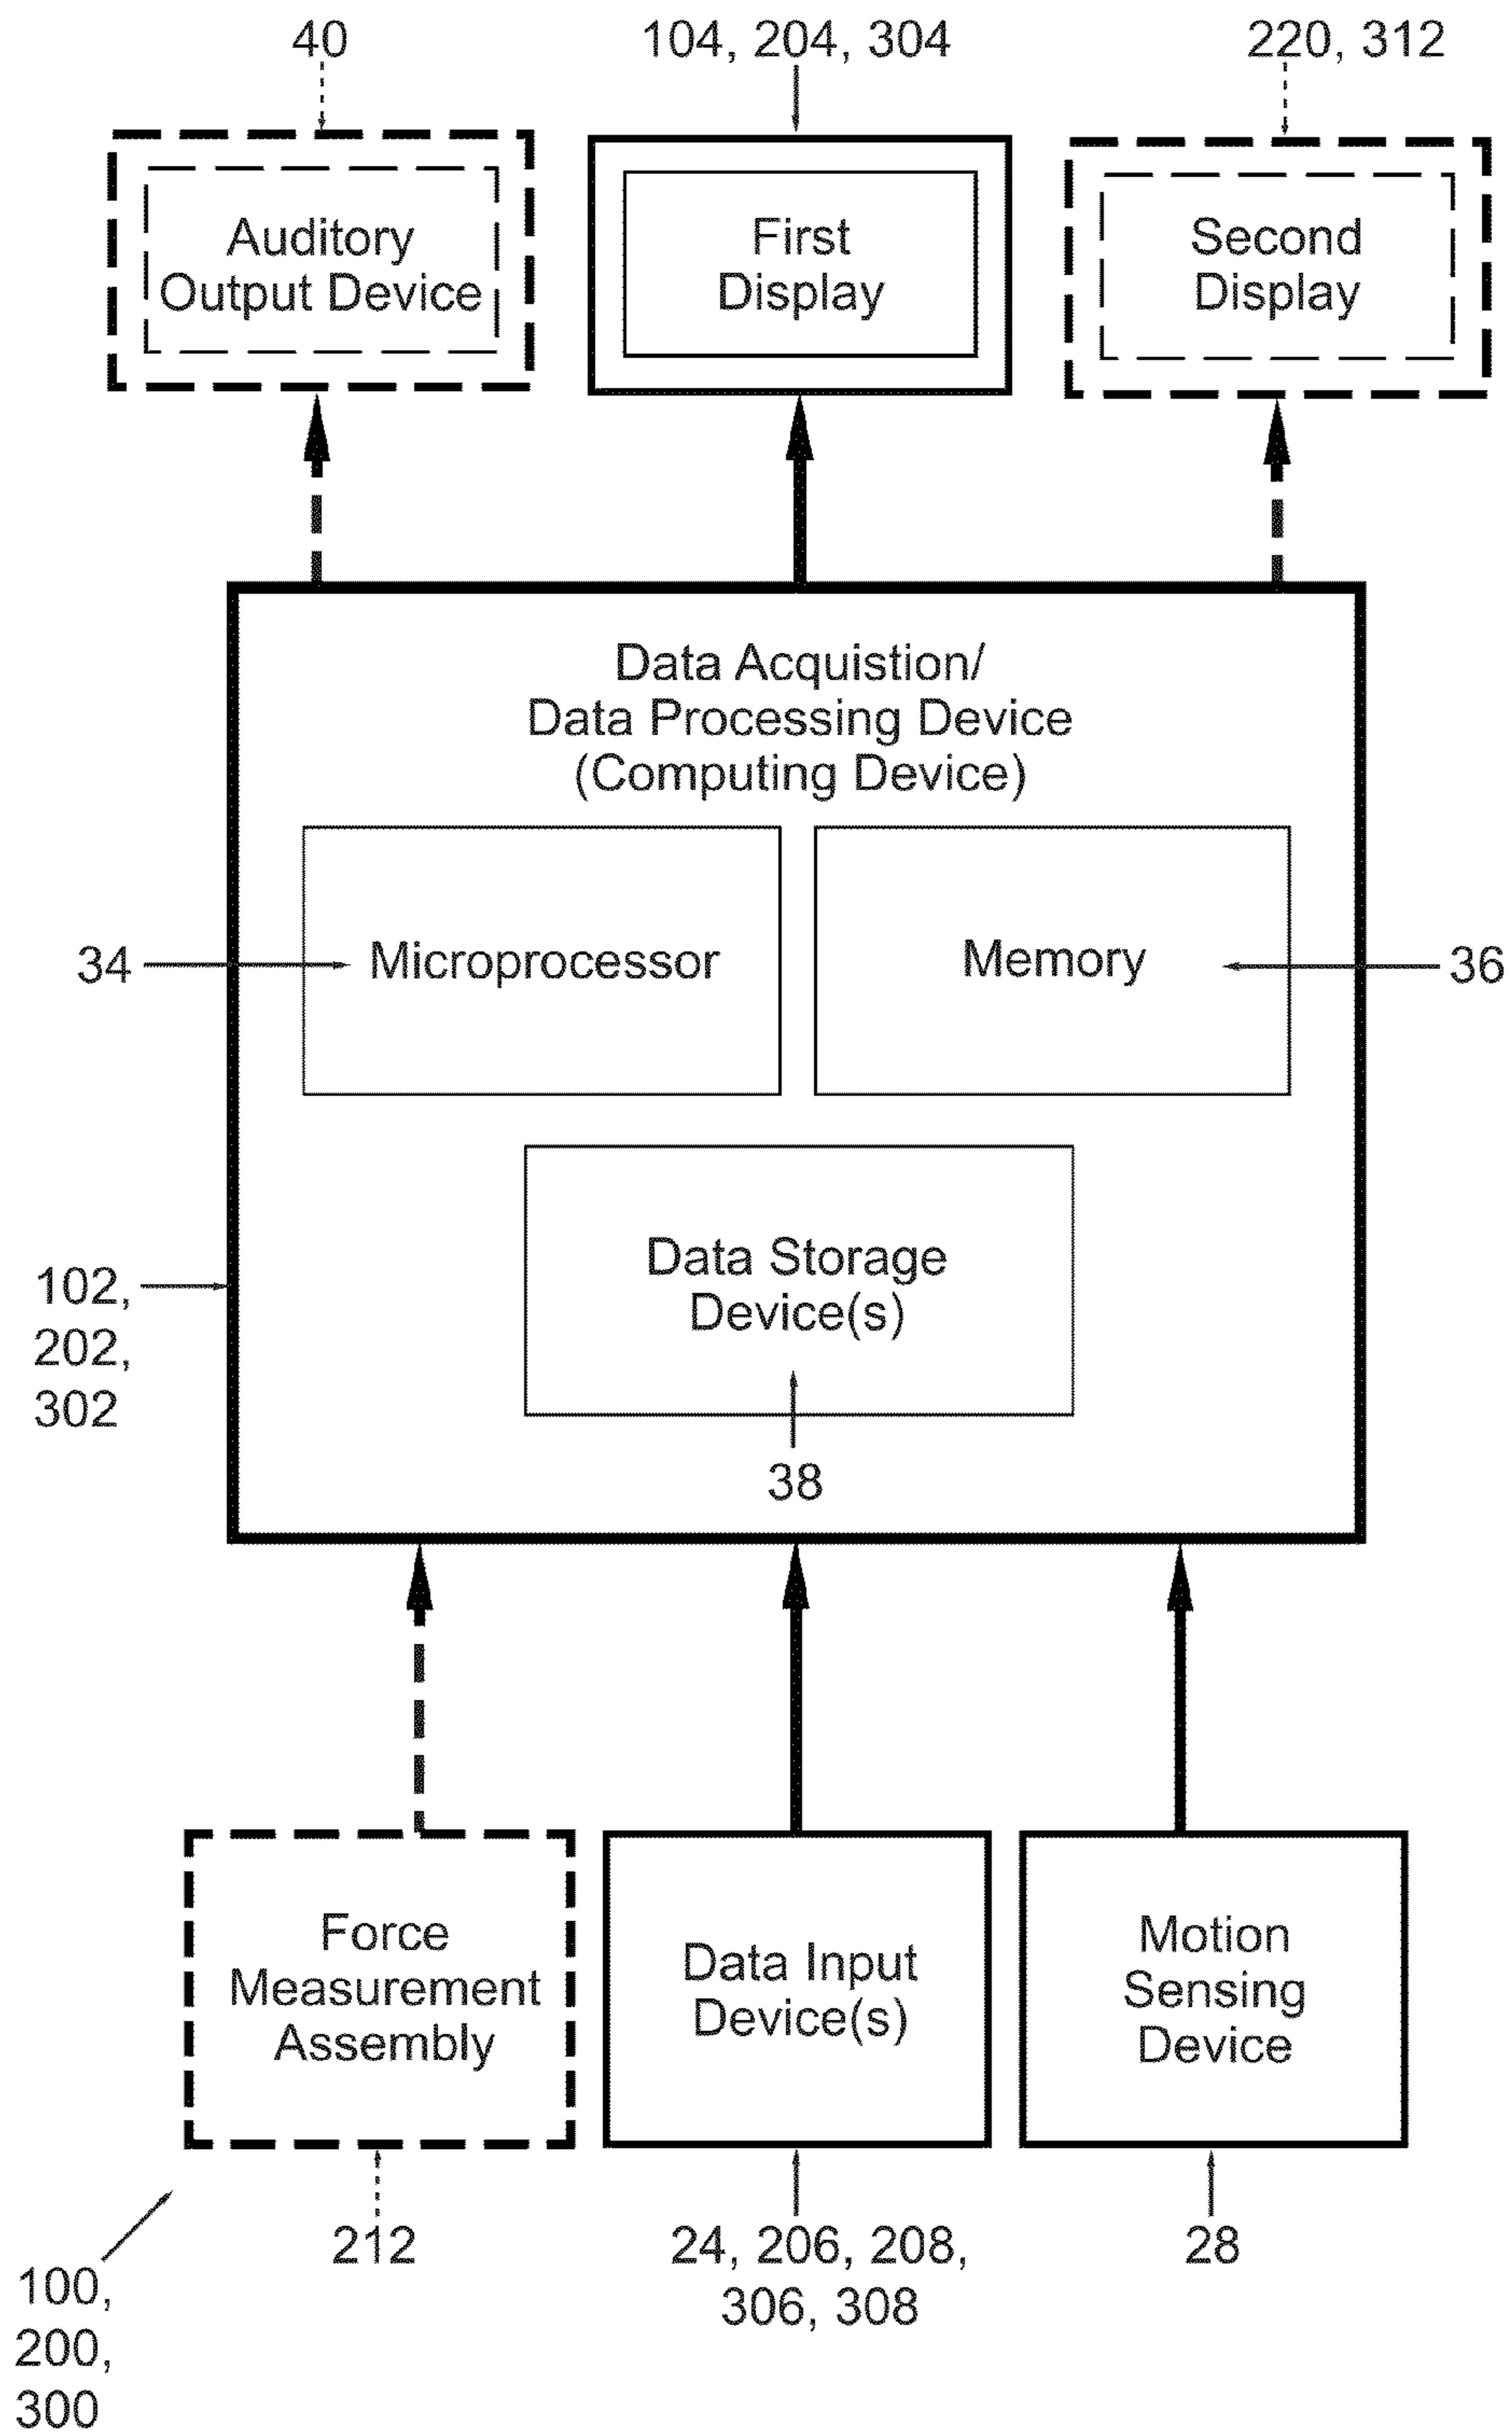 40
104, 204, 304
220, 312
Auditory
Output Device
First
Display
Second
Display
Data Acquistion/
Data Processing Device
(Computing Device)
34
Microprocessor
Memory
36
102,
202,
302
Data Storage
Device(s)
38
Force
Measurement
Assembly
Data Input
Device(s)
Motion
Sensing
Device
212
24, 206, 208,
306, 308
28
100,
200,
300